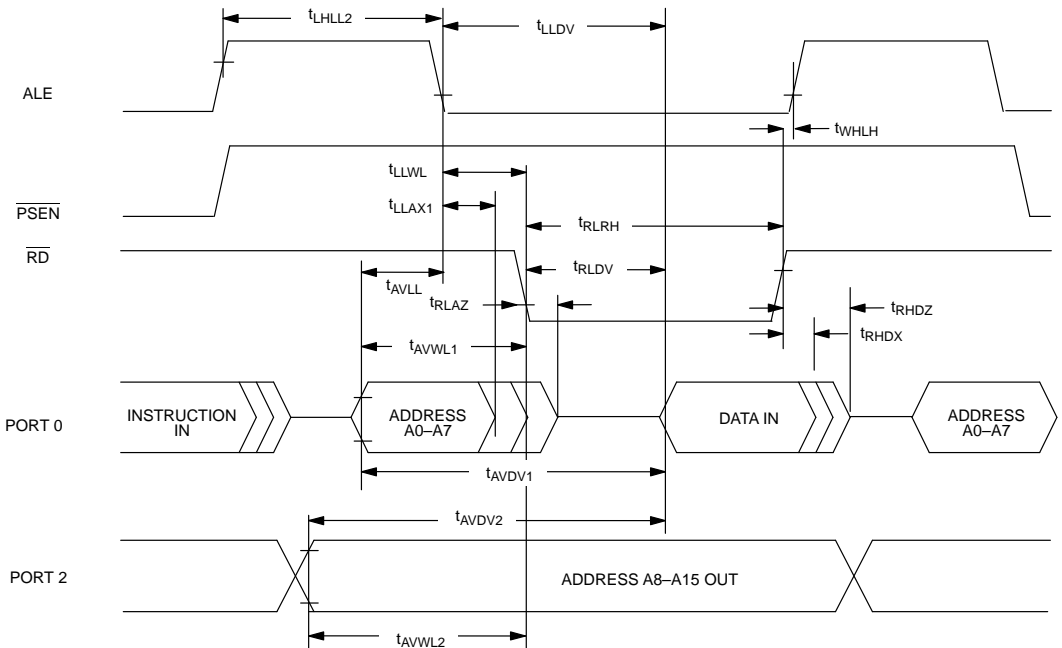 tLHLL2
tLLDV
ALE
tWHLH
tLLWL
tLLAX1
PSEN
tRLRH
RD
tRLDV
tAVLL
tRLAZ
tRHDZ
tRHDX
tAVWL1
PORT 0
INSTRUCTION
IN
ADDRESS
A0–A7
DATA IN
ADDRESS
A0–A7
tAVDV1
tAVDV2
PORT 2
ADDRESS A8–A15 OUT
tAVWL2